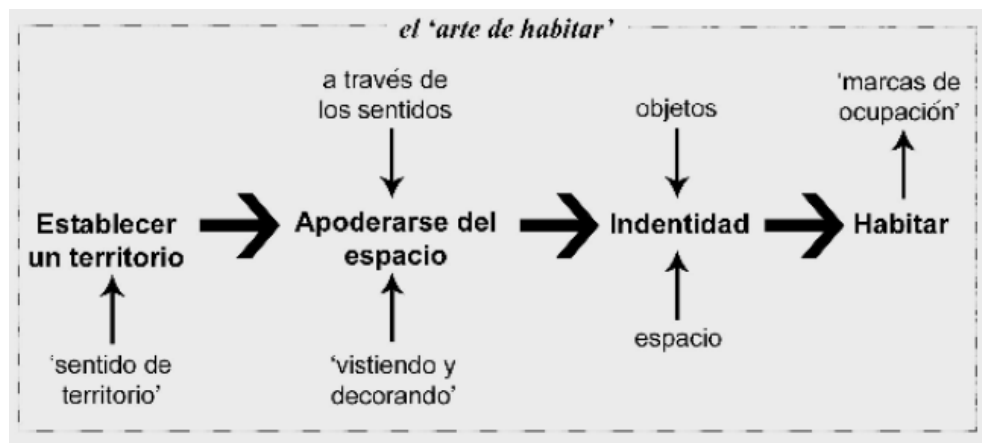 el ‘arte de habitar’
a través de
los sentidos
objetos
‘marcas de
ocupación’
Establecer
un territorio
Apoderarse del
espacio
Indentidad
Habitar
‘sentido de
territorio’
‘vistiendo y
decorando’
espacio